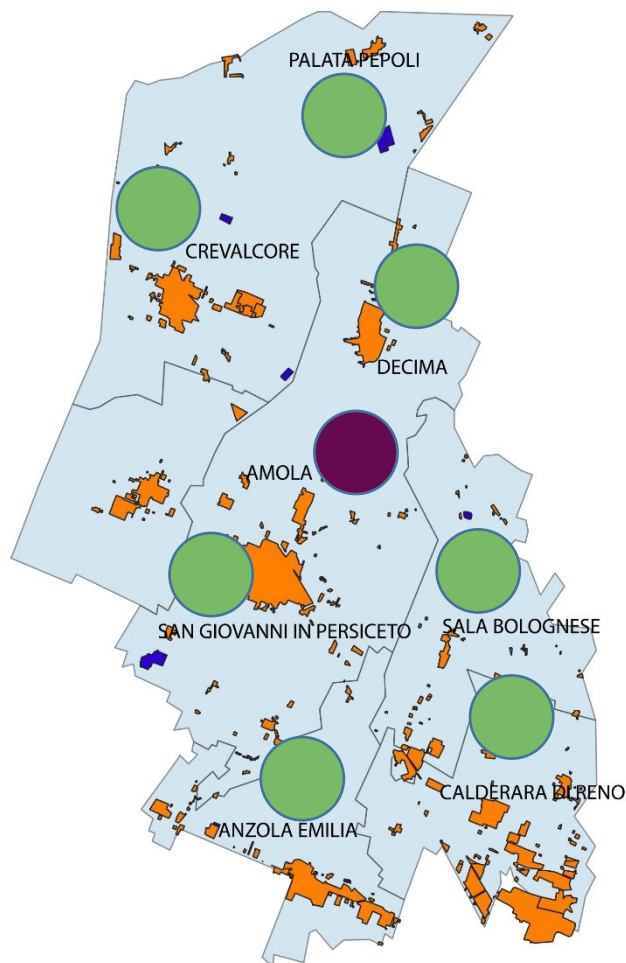 PALATA PEPOLI
CREVALCORE
DECIMA
AMOLA
SAN GIOVANNI IN PERSICETO
SALA BOLOGNESE
CALDERARA DI RENO
ANZOLA EMILIA